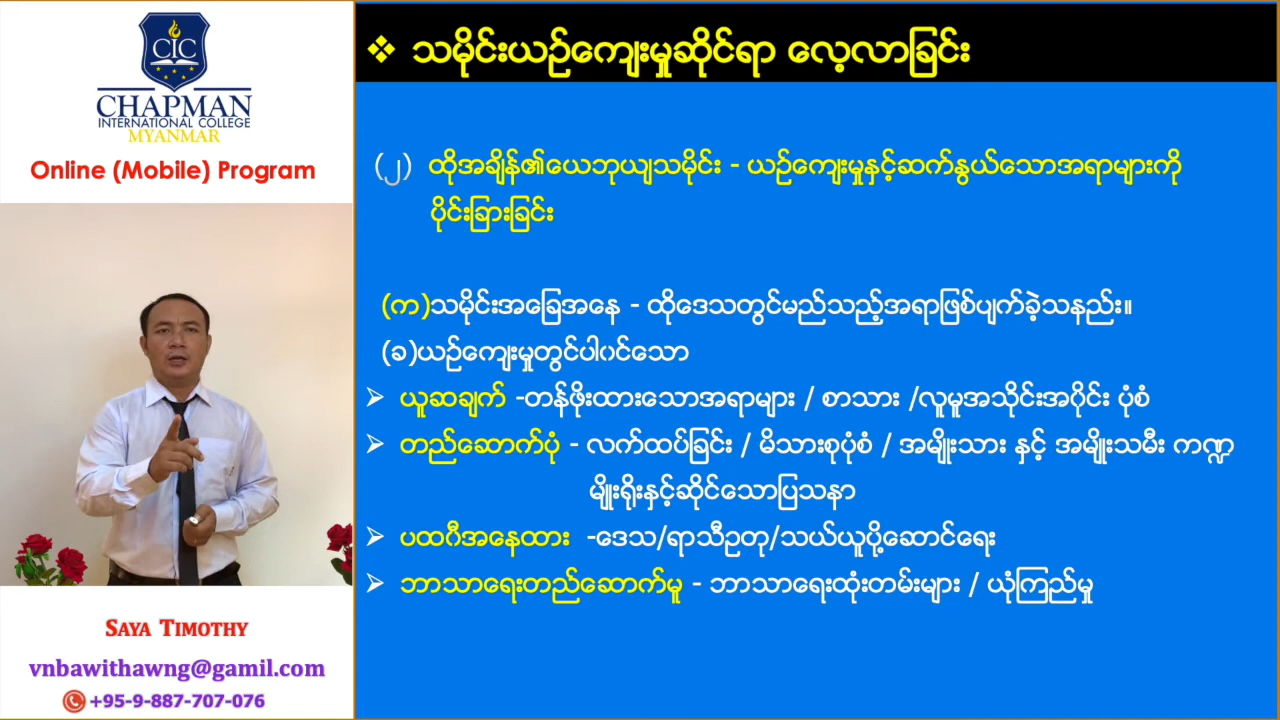 CIC
CHAPMAN
INTERNATIONAL COLLEGE
MYANMAR
Online (Mobile) Program
SAYA TIMOTHY
vnbawithawng@gamil.com
+95-9-887-707-076
❖ သမိုင်းယဉ်ကျေးမှုဆိုင်ရာ လေ့လာခြင်း
(၂) ထိုအချိန်၏ယေဘုယျသမိုင်း - ယဉ်ကျေးမှုနှင့်ဆက်နွယ်သောအရာများကို
ပိုင်းခြားခြင်း
(က)သမိုင်းအခြေအနေ - ထိုဒေသတွင်မည်သည့်အရာဖြစ်ပျက်ခဲ့သနည်း။
(ခ)ယဉ်ကျေးမှုတွင်ပါဝင်သော
➢ ယူဆချက် -တန်ဖိုးထားသောအရာများ / စာသား /လူမူအသိုင်းအဝိုင်း ပုံစံ
➢ တည်ဆောက်ပုံ - လက်ထပ်ခြင်း / မိသားစုပုံစံ / အမျိုးသား နှင့် အမျိုးသမီး ကဏ္ဍ
မျိုးရိုးနှင့်ဆိုင်သောပြသနာ
➢ ပထဂီအနေထား -ဒေသ/ရာသီဥတု/သယ်ယူပို့ဆောင်ရေး
➢ ဘာသာရေးတည်ဆောက်မူ - ဘာသာရေးထုံးတမ်းများ / ယုံကြည်မှု